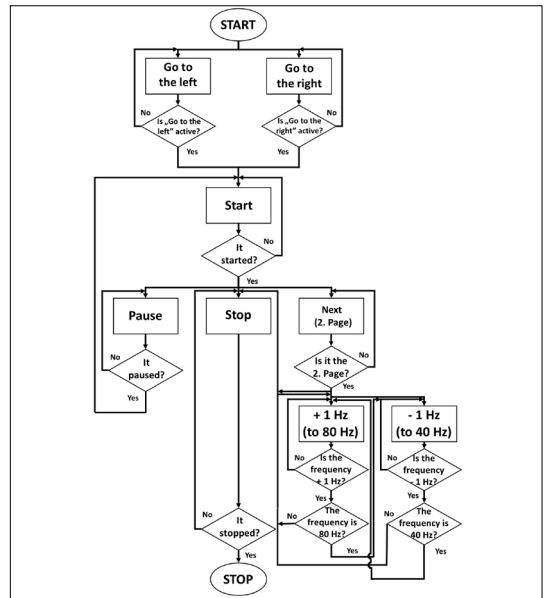 START
Go to
the left
Go to
the right
No
Is „Go to the
left” active?
Is „Go to the
right” active?
No
Yes
Yes
Start
It
started?
No
Yes
Pause
Stop
Next
(2. Page)
No
It
paused?
Is it the
2. Page?
No
Yes
Yes
+ 1 Hz
(to 80 Hz)
- 1 Hz
(to 40 Hz)
No
Is the
frequency
+ 1 Hz?
No
Is the
frequency
- 1 Hz?
Yes
Yes
No
It
stopped?
No
The
frequency is
80 Hz?
No
The
frequency is
40 Hz?
Yes
Yes
Yes
STOP